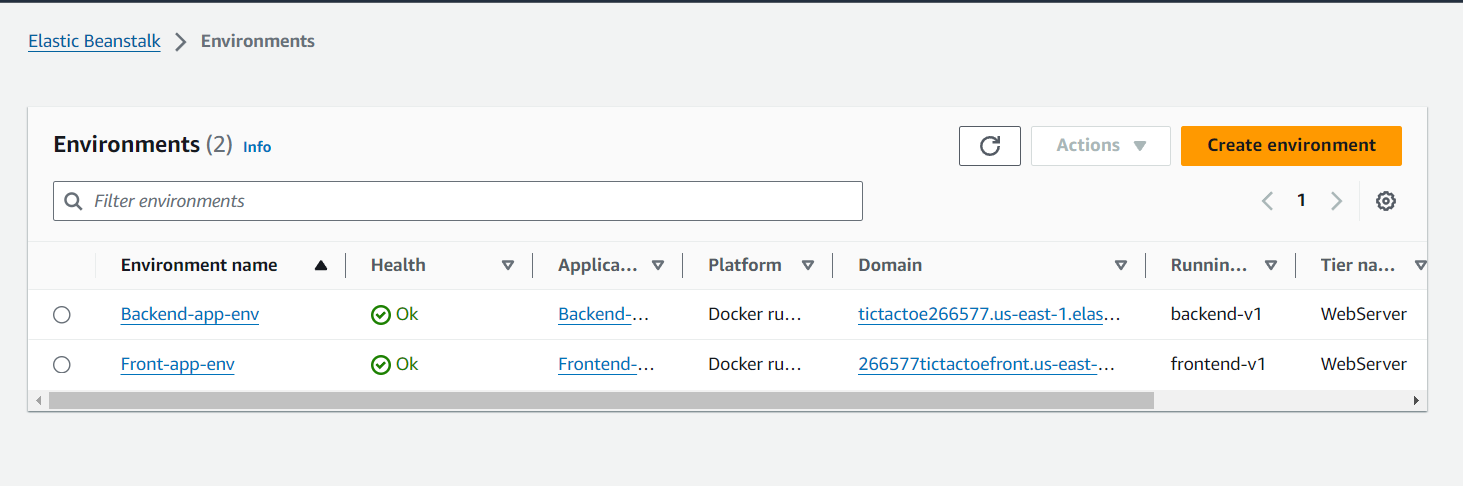 Elastic Beanstalk > Environments
Environments (2) Info
Actions
Create environment
Filter environments
1
Environment name Health Applica... Platform Domain Runnin... Tier na...
Backend-app-env Ok Backend-... Docker ru... tictactoe266577.us-east-1.elas... backend-v1 WebServer
Front-app-env Ok Frontend-... Docker ru... 266577tictactoefront.us-east-... frontend-v1 WebServer